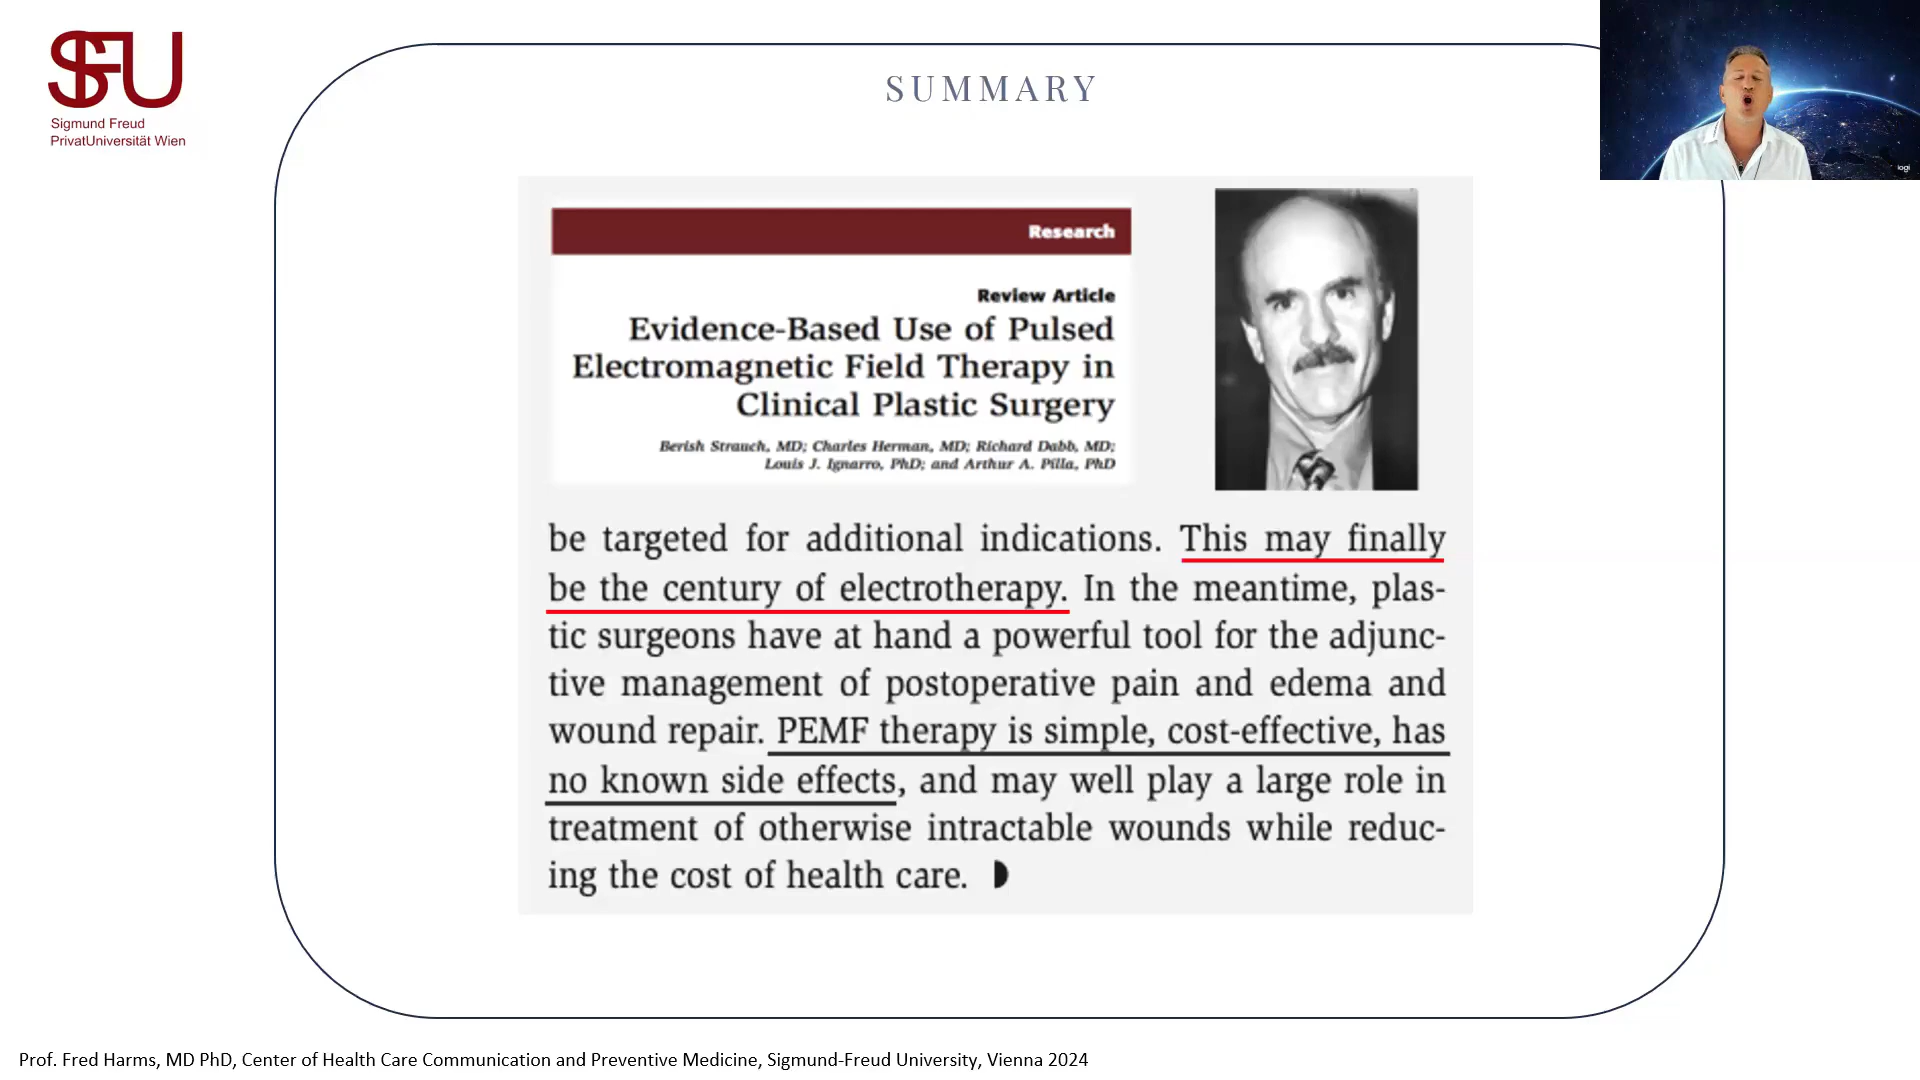 SFU
Sigmund Freud
PrivatUniversität Wien
SUMMARY
Research
Review Article
Evidence-Based Use of Pulsed
Electromagnetic Field Therapy in
Clinical Plastic Surgery
Berish Strauch, MD; Charles Herman, MD; Richard Dabb, MD;
Louis J. Ignarro, PhD; and Arthur A. Pilla, PhD
be targeted for additional indications. This may finally
be the century of electrotherapy. In the meantime, plas-
tic surgeons have at hand a powerful tool for the adjunc-
tive management of postoperative pain and edema and
wound repair. PEMF therapy is simple, cost-effective, has
no known side effects, and may well play a large role in
treatment of otherwise intractable wounds while reduc-
ing the cost of health care.
Prof. Fred Harms, MD PhD, Center of Health Care Communication and Preventive Medicine, Sigmund-Freud University, Vienna 2024